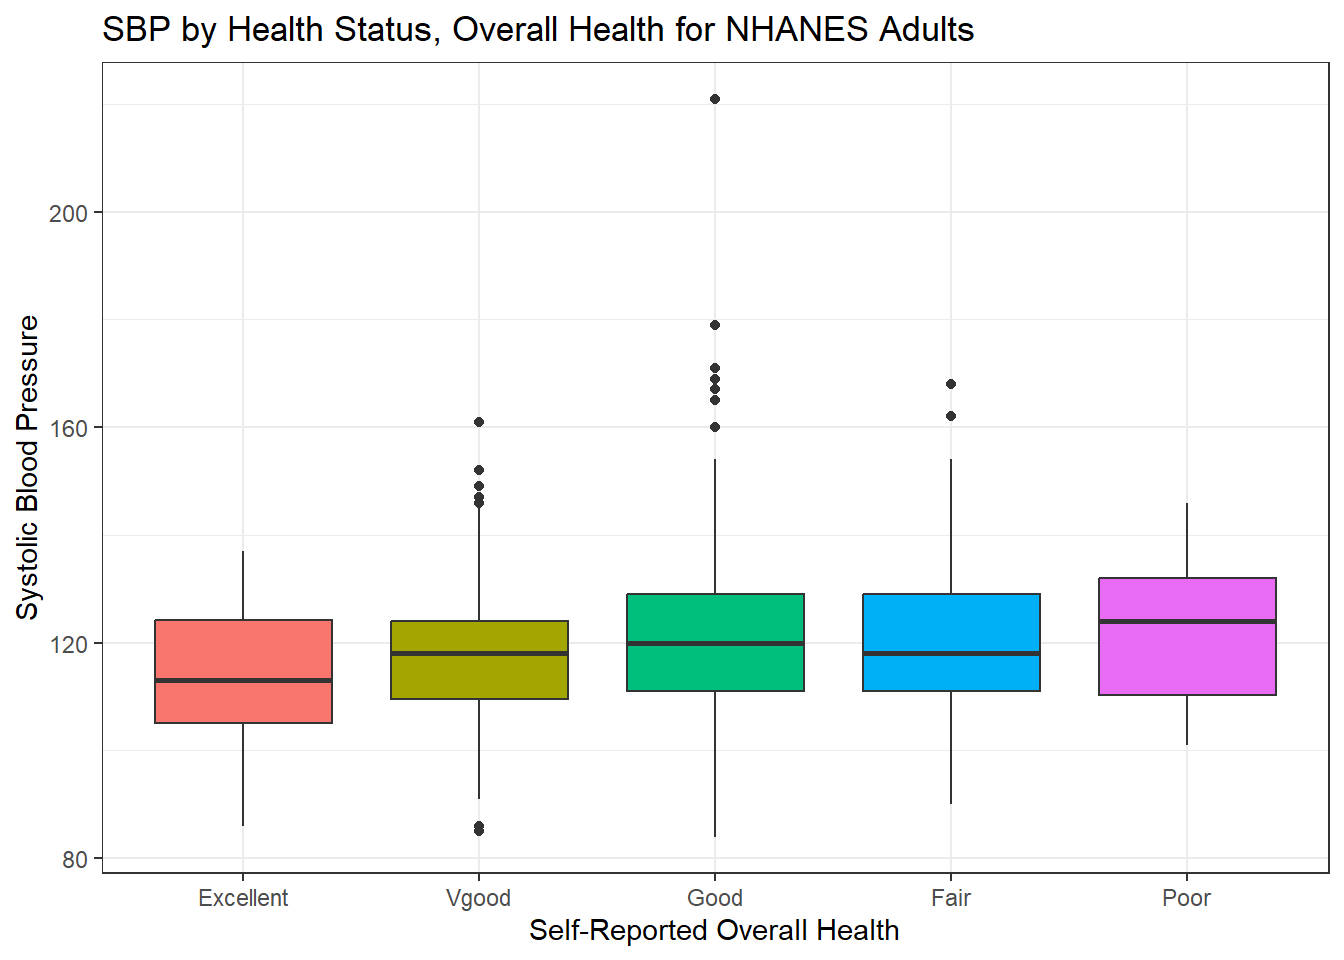 SBP by Health Status, Overall Health for NHANES Adults
Systolic Blood Pressure
200
160
120
80
Excellent
Vgood
Good
Fair
Poor
Self-Reported Overall Health